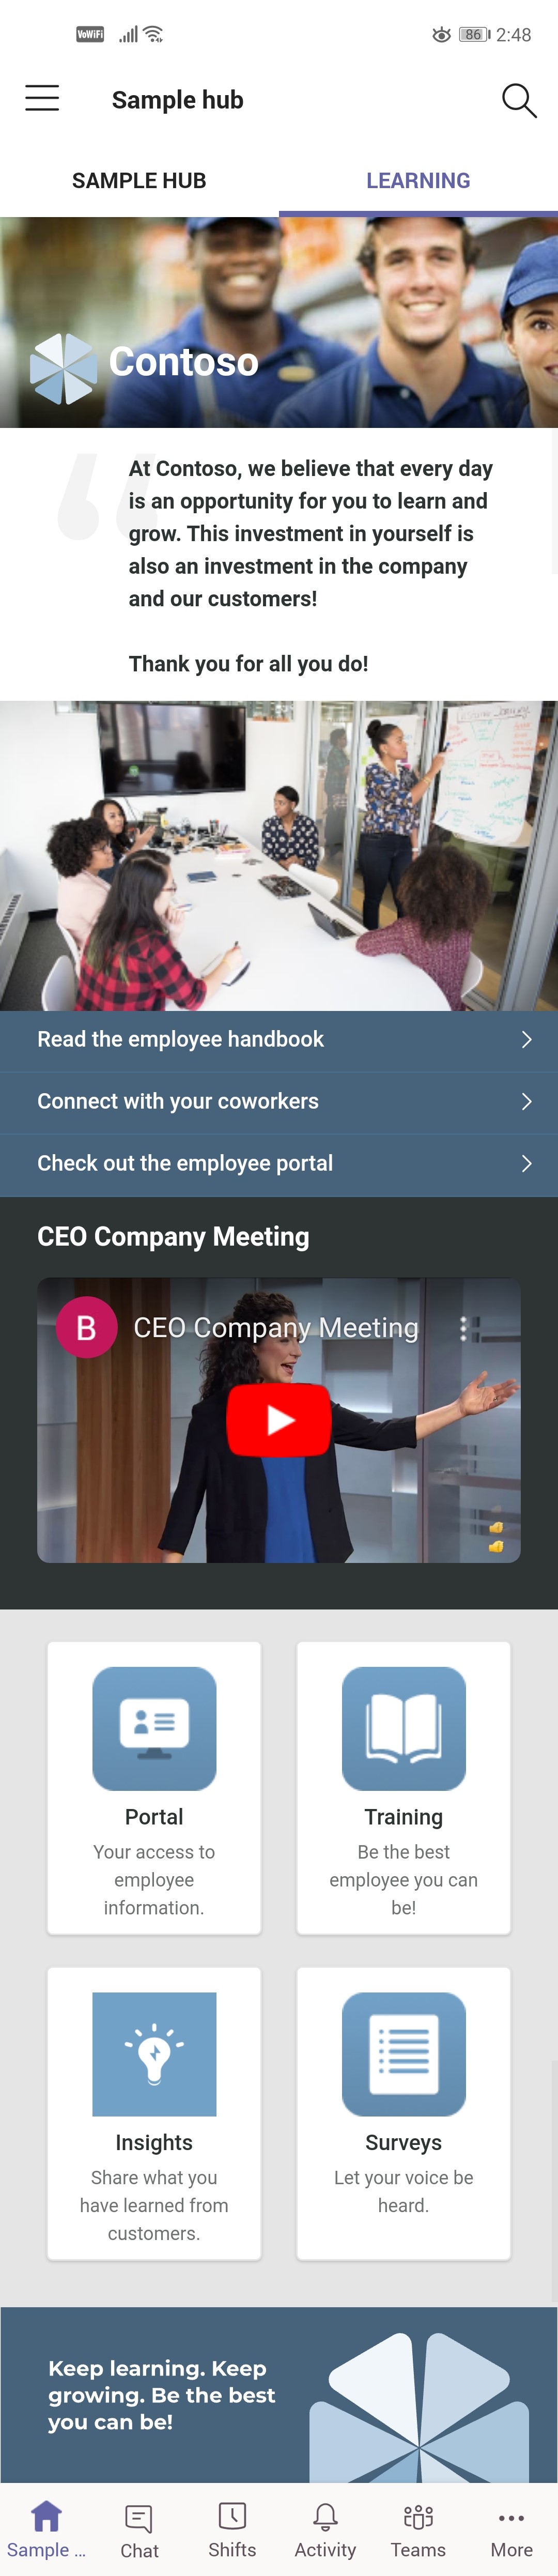 VoWiFi 86 2:48
Sample hub
SAMPLE HUB LEARNING
Contoso
At Contoso, we believe that every day
is an opportunity for you to learn and
grow. This investment in yourself is
also an investment in the company
and our customers!
Thank you for all you do!
Read the employee handbook
Connect with your coworkers
Check out the employee portal
CEO Company Meeting
B CEO Company Meeting
Portal
Your access to
employee
information.
Training
Be the best
employee you can
be!
Insights
Share what you
have learned from
customers.
Surveys
Let your voice be
heard.
Keep learning. Keep
growing. Be the best
you can be!
Sample ... Chat Shifts Activity Teams More